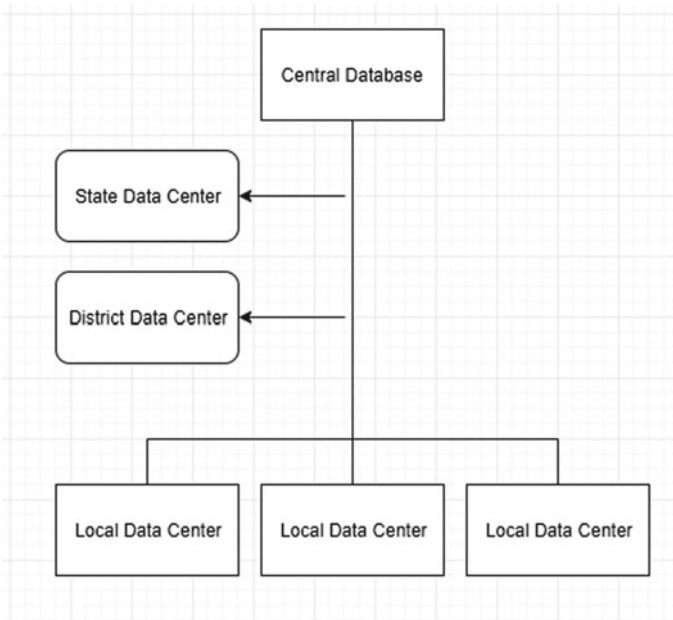 Central Database
State Data Center
District Data Center
Local Data Center
Local Data Center
Local Data Center